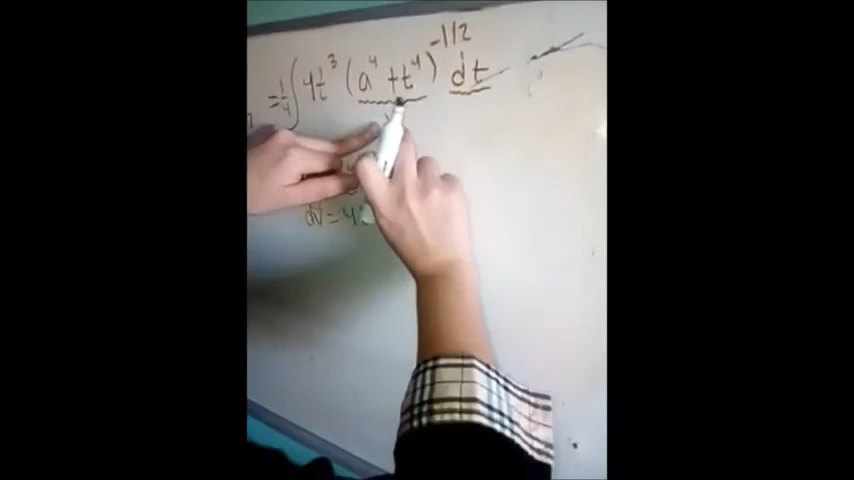 = 1/4 ∫ 4t³ (a⁴ + t⁴)^-1/2 dt
dv = 4